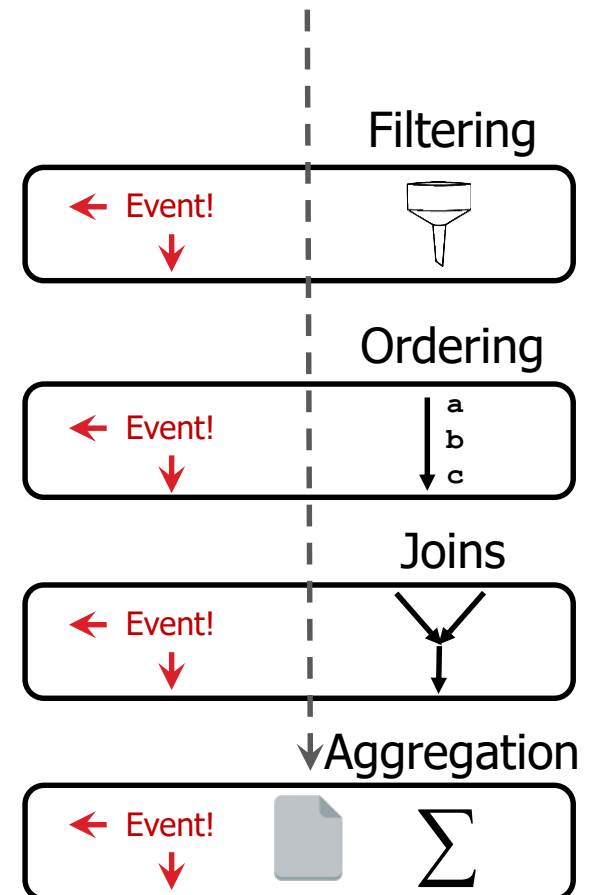 Filtering
Event!
Ordering
Event!
a
b
c
Joins
Event!
Aggregation
Event!
∑